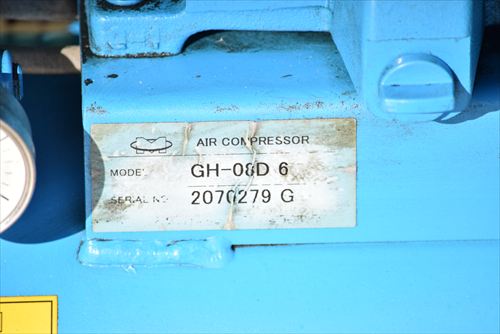 AIR COMPRESSOR
MODEL GH-08D 6
SERIAL NO. 2070279 G